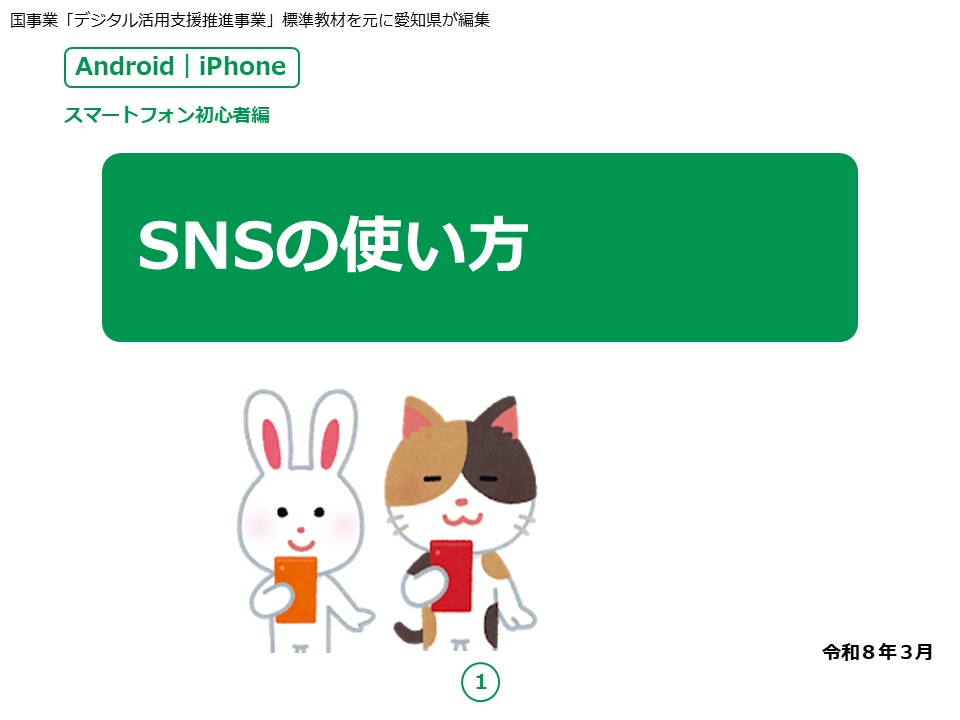 国事業「デジタル活用支援推進事業」標準教材を元に愛知県が編集
Android｜iPhone
スマートフォン初心者編
SNSの使い方
令和８年３月
1